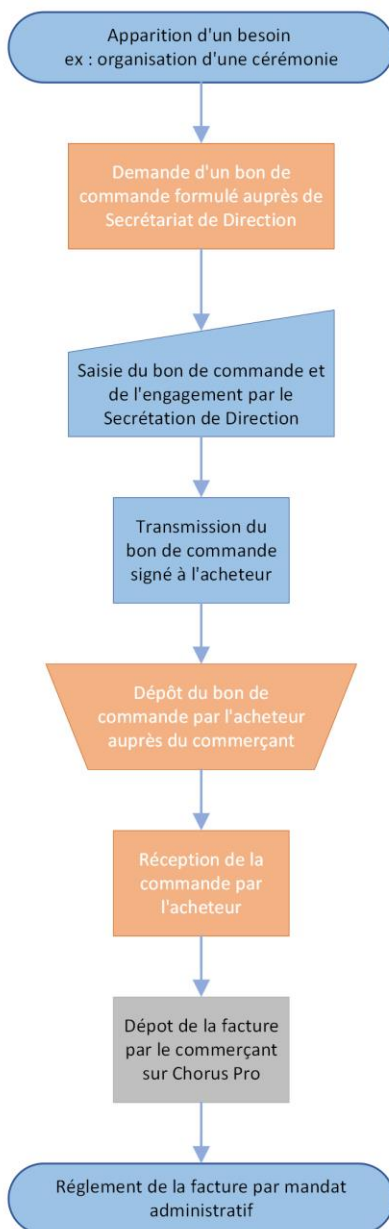 Apparition d'un besoin
ex : organisation d'une cérémonie
Demande d'un bon de
commande formulé auprès de
Secrétariat de Direction
Saisie du bon de commande et
de l'engagement par le
Secrétation de Direction
Transmission du
bon de commande
signé à l'acheteur
Dépôt du bon de
commande par l'acheteur
auprès du commerçant
Réception de la
commande par
l'acheteur
Dépot de la facture
par le commerçant
sur Chorus Pro
Réglement de la facture par mandat
administratif